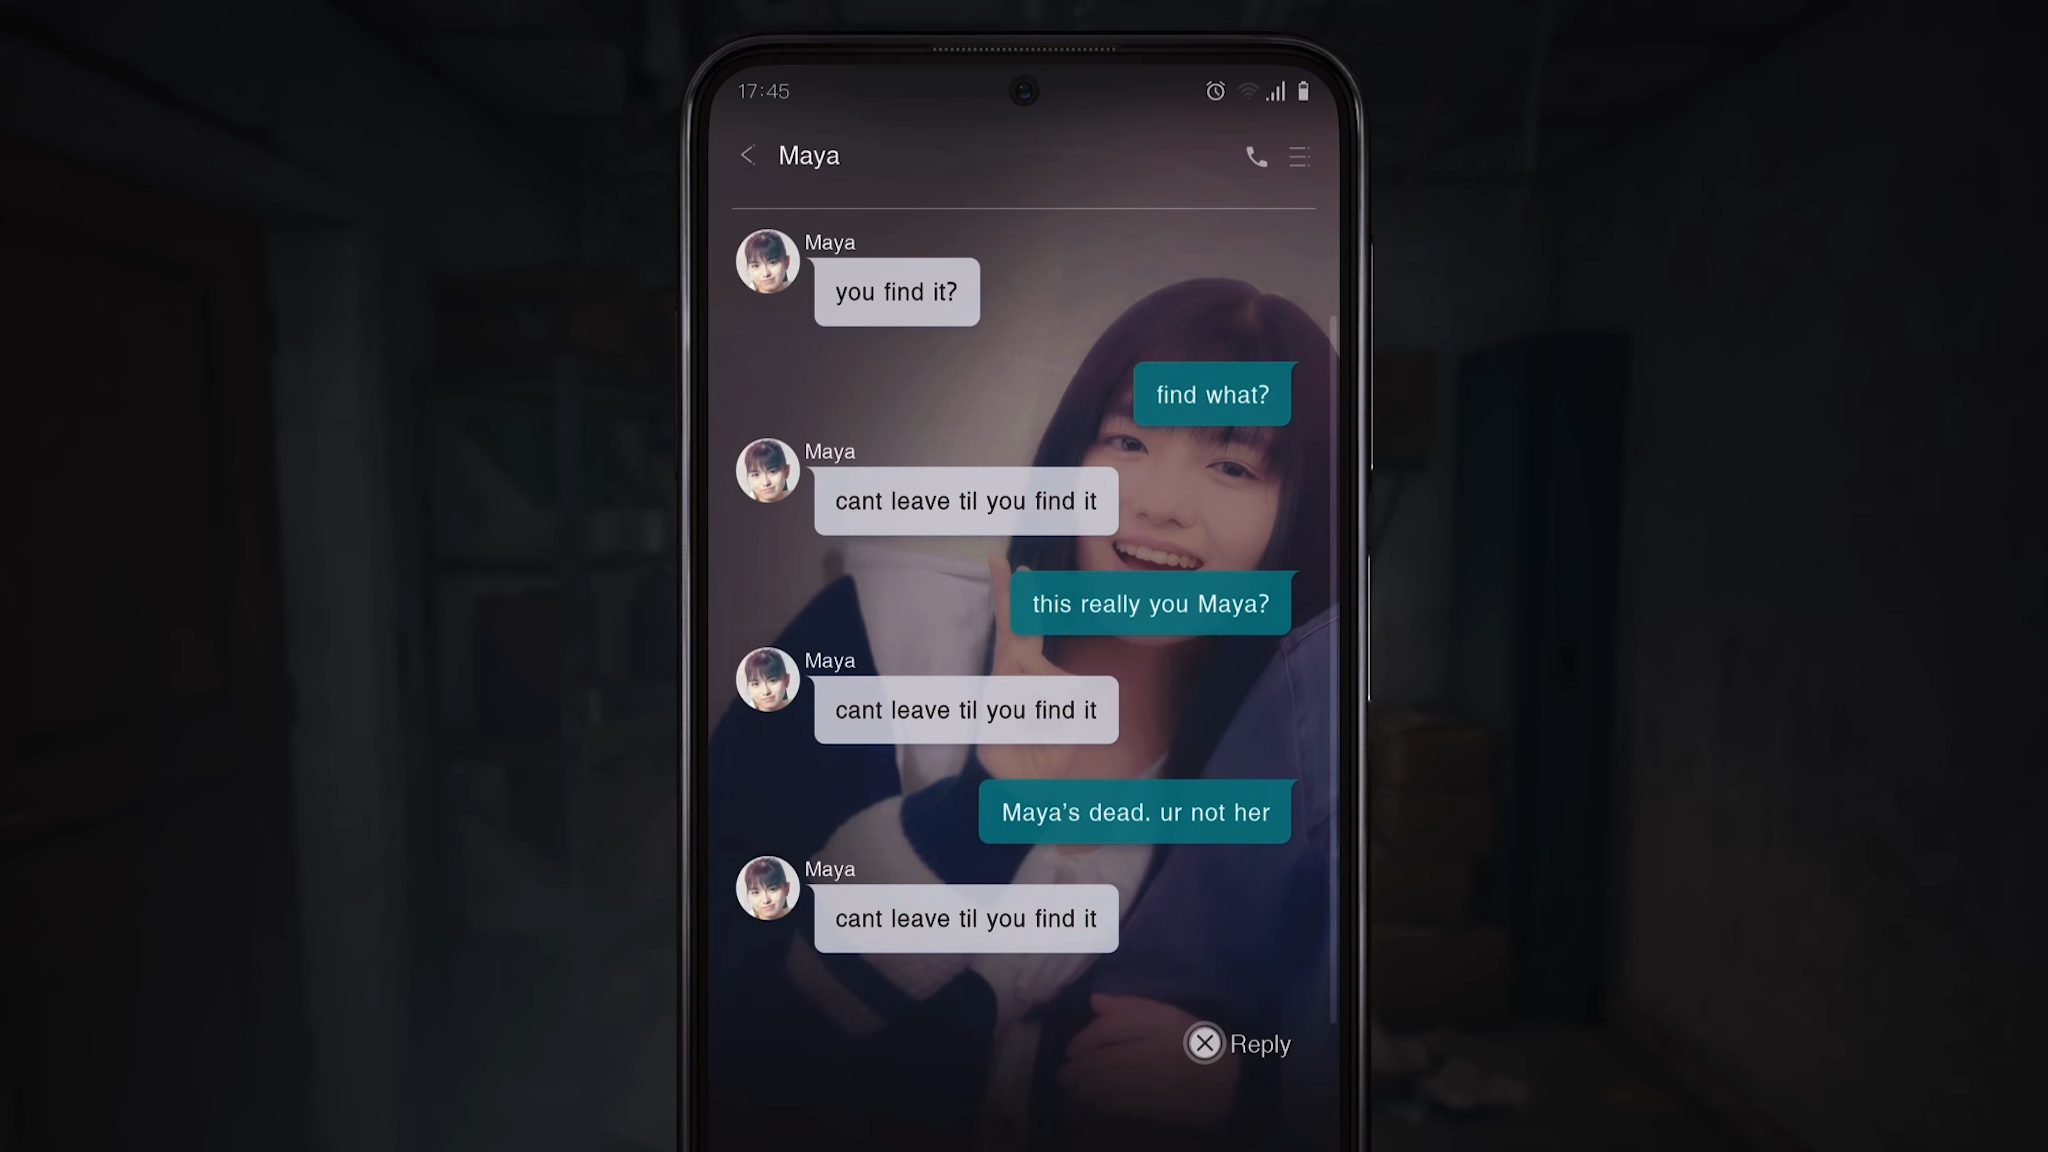 17:45
Maya
Maya
you find it?
find what?
Maya
cant leave til you find it
this really you Maya?
Maya
cant leave til you find it
Maya's dead. ur not her
Maya
cant leave til you find it
Reply